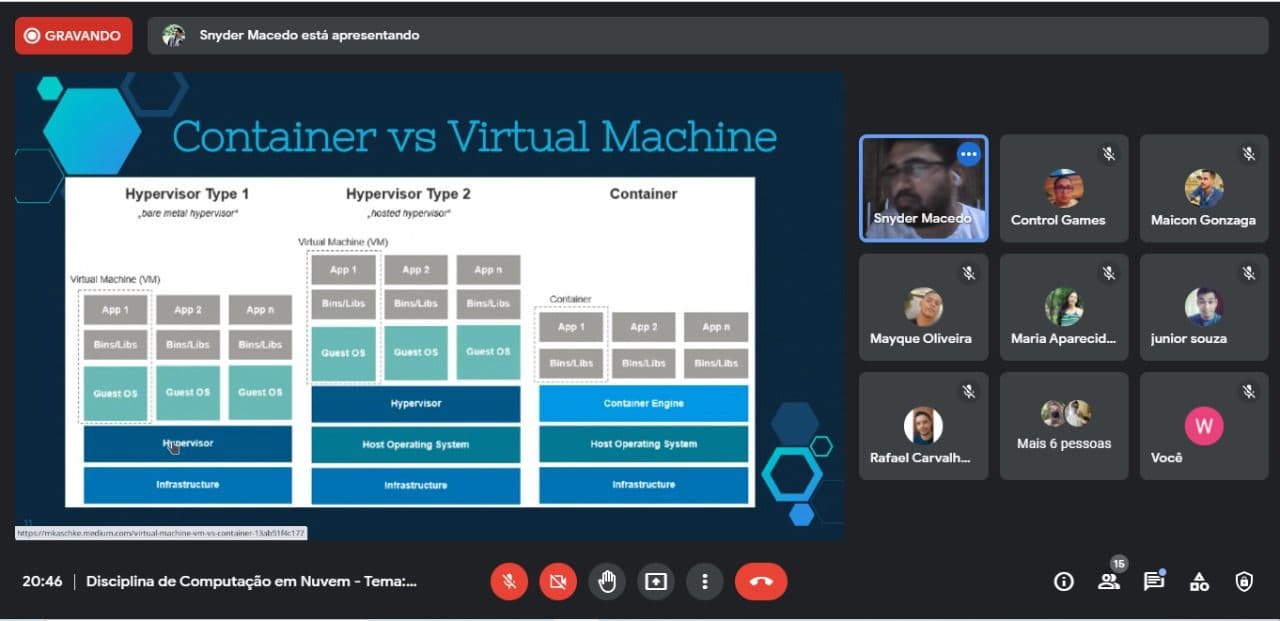 GRAVANDO
Snyder Macedo está apresentando
Container vs Virtual Machine
Hypervisor Type 1
„bare metal hypervisor“
Hypervisor Type 2
„hosted hypervisor“
Container
Virtual Machine (VM)
App 1 App 2 App n
Bins/Libs Bins/Libs Bins/Libs
Guest OS Guest OS Guest OS
Hypervisor
Infrastructure
Virtual Machine (VM)
App 1 App 2 App n
Bins/Libs Bins/Libs Bins/Libs
Guest OS Guest OS Guest OS
Hypervisor
Host Operating System
Infrastructure
Container
App 1 App 2 App n
Bins/Libs Bins/Libs Bins/Libs
Container Engine
Host Operating System
Infrastructure
11
https://mkaschke.medium.com/virtual-machine-vm-vs-container-13ab51f4c177
Snyder Macedo
Control Games
Maicon Gonzaga
Mayque Oliveira
Maria Aparecid...
junior souza
Rafael Carvalh...
Mais 6 pessoas
W
Você
20:46 | Disciplina de Computação em Nuvem - Tema:...
15